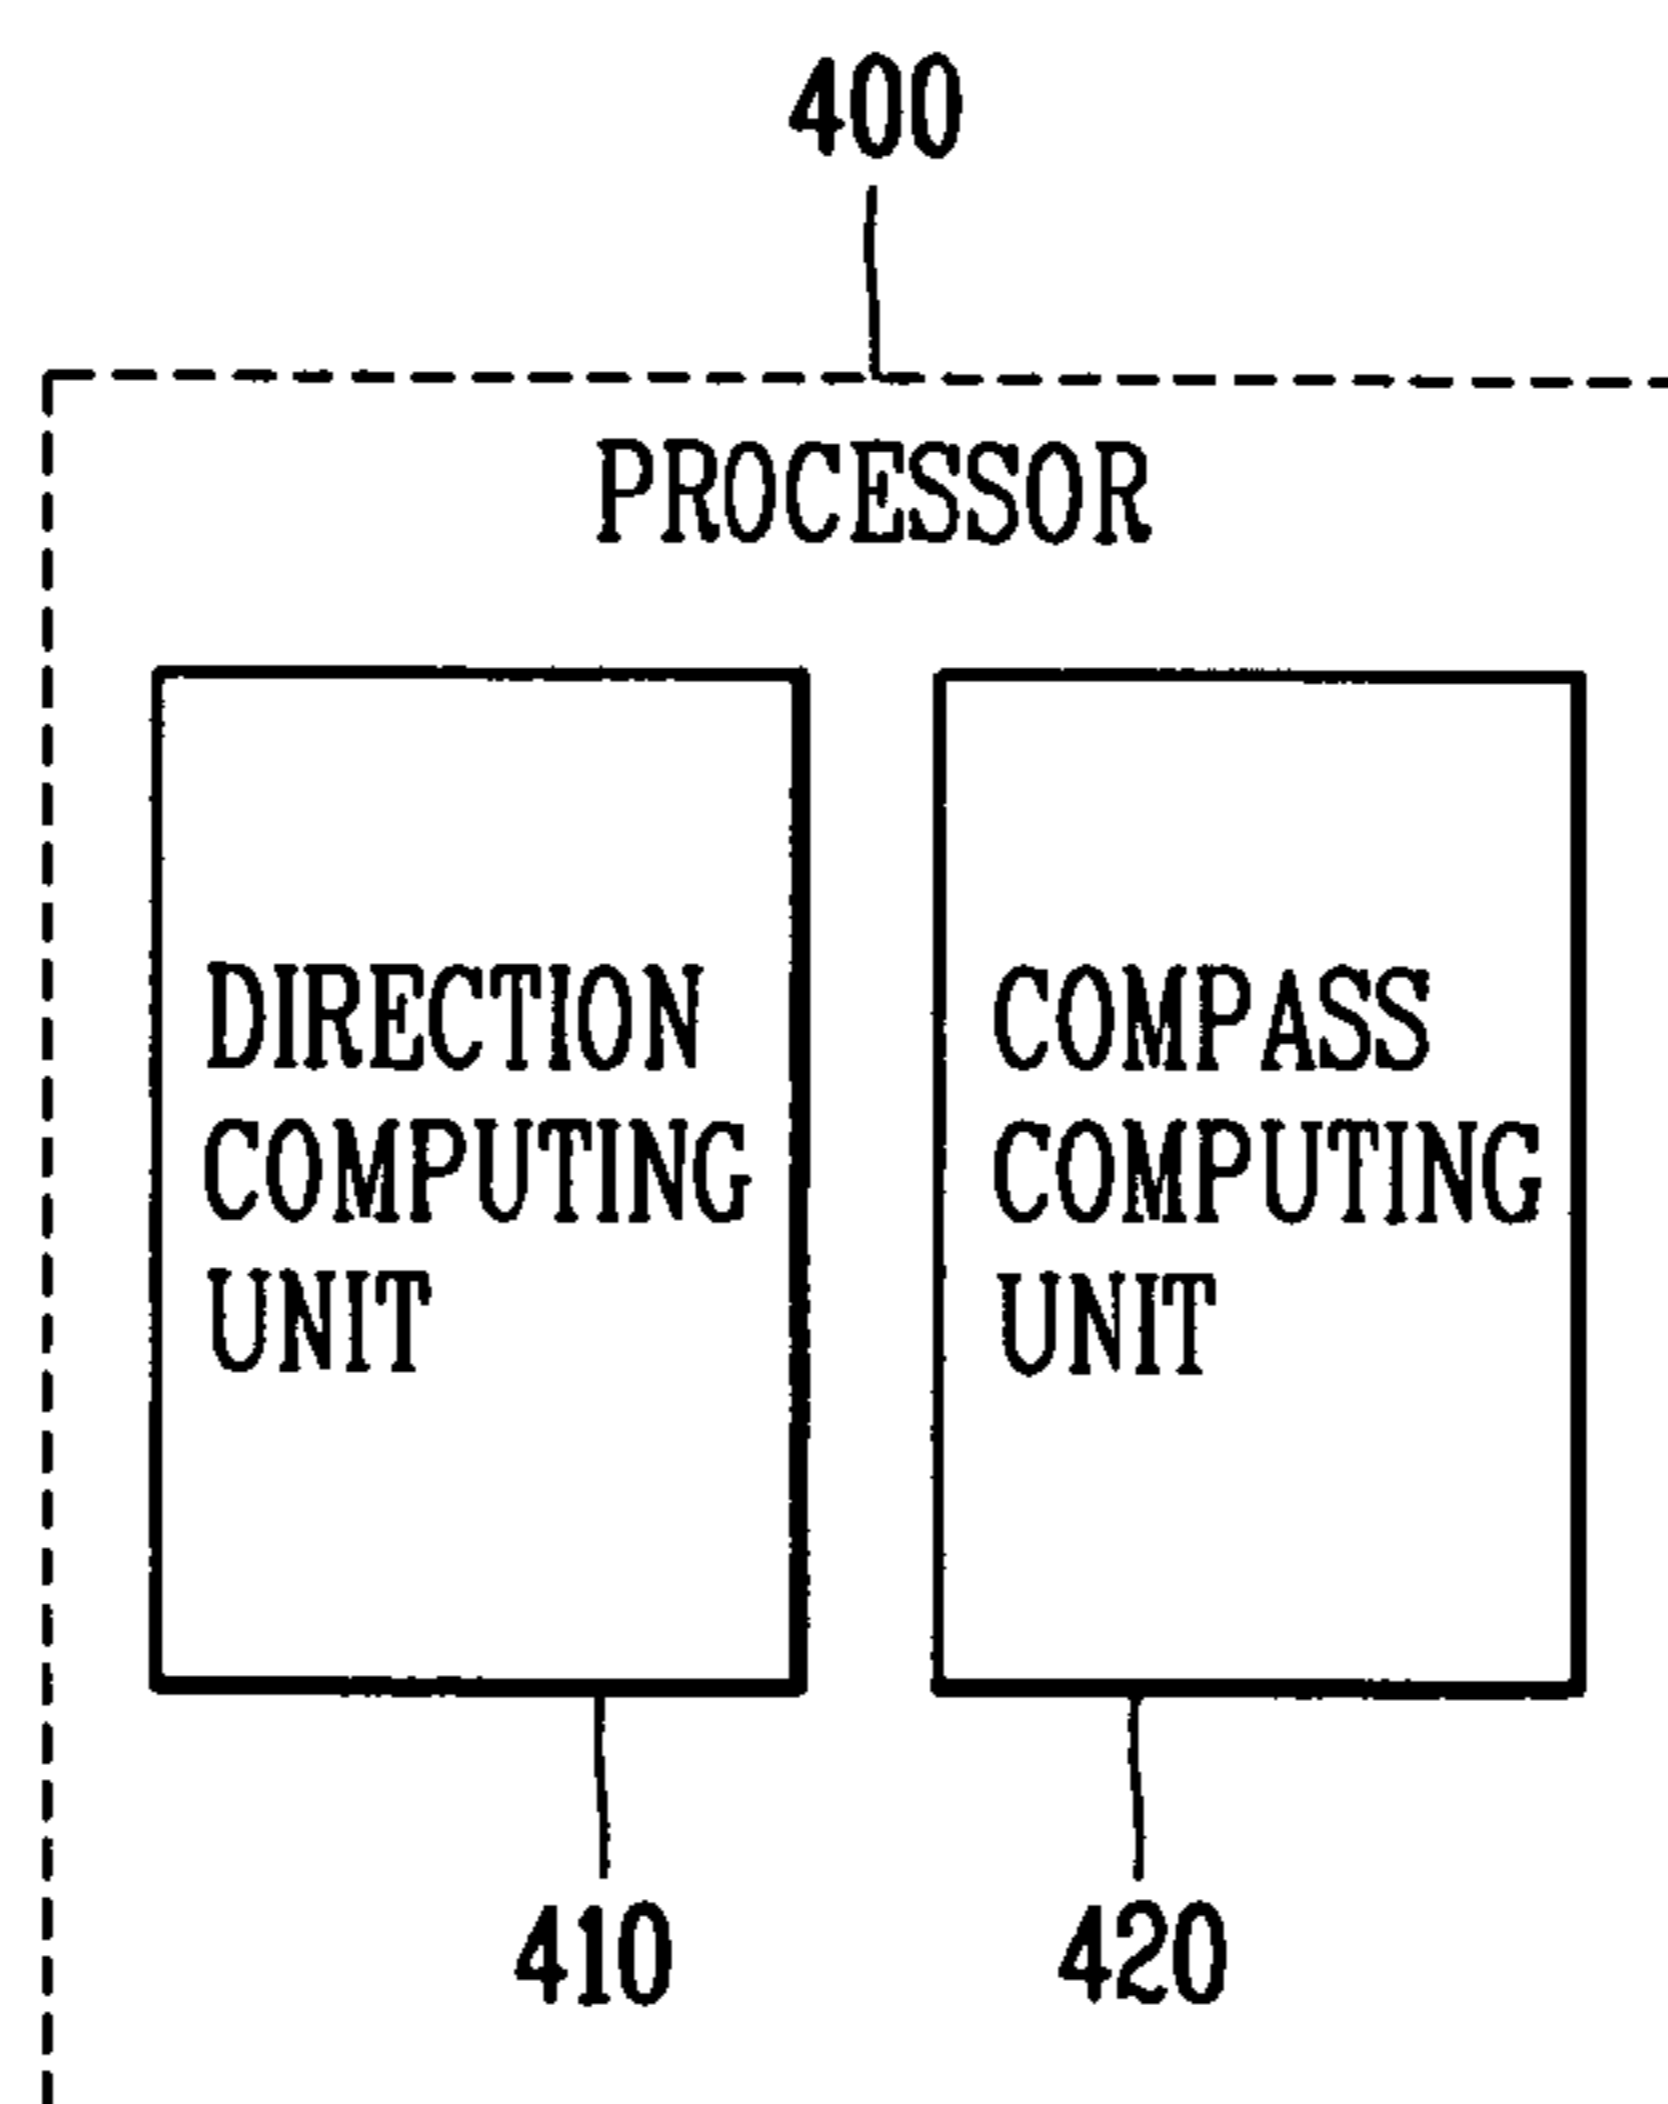 400
PROCESSOR
DIRECTION
COMPUTING
UNIT
COMPASS
COMPUTING
UNIT
410
420